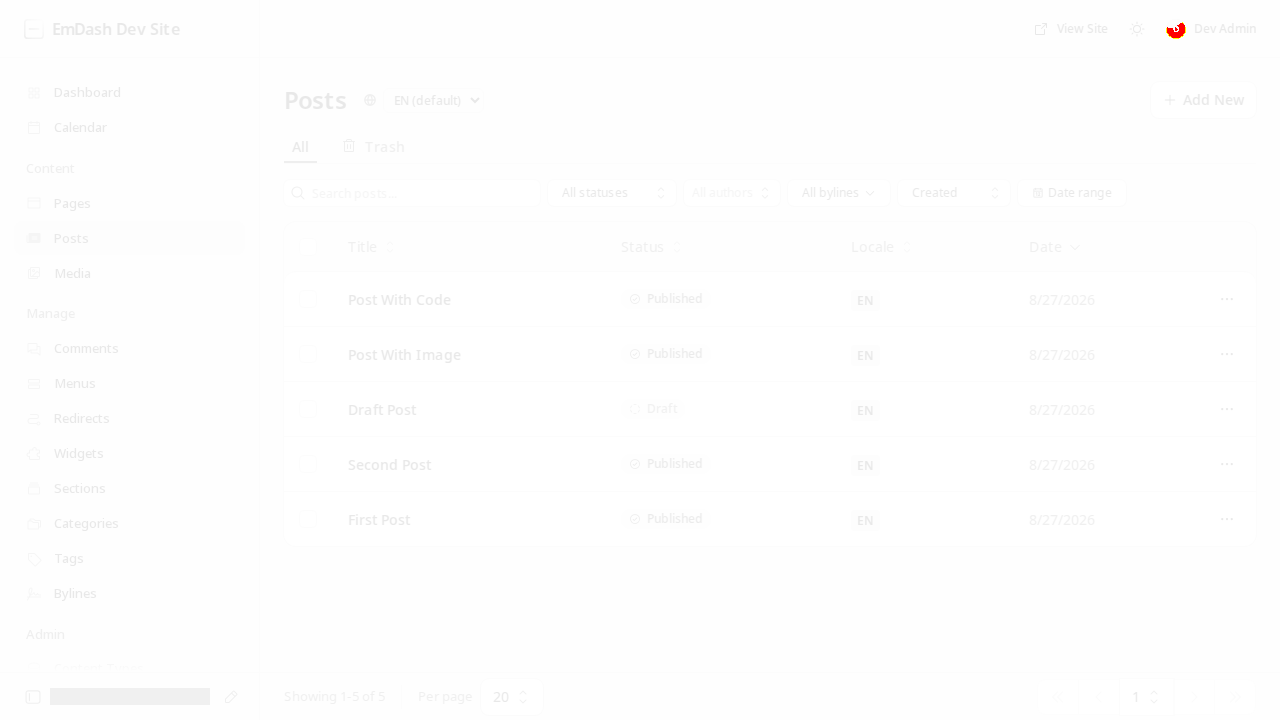 EmDash Dev Site
View Site
Dev Admin
Dashboard
Calendar
Content
Pages
Posts
Media
Manage
Comments
Menus
Redirects
Widgets
Sections
Categories
Tags
Bylines
Admin
Posts
EN (default)
Add New
All
Trash
Search posts...
All statuses
All authors
All bylines
Created
Date range
Title Status Locale Date
Post With Code Published EN 8/27/2026
Post With Image Published EN 8/27/2026
Draft Post Draft EN 8/27/2026
Second Post Published EN 8/27/2026
First Post Published EN 8/27/2026
Showing 1-5 of 5
Per page 20
1